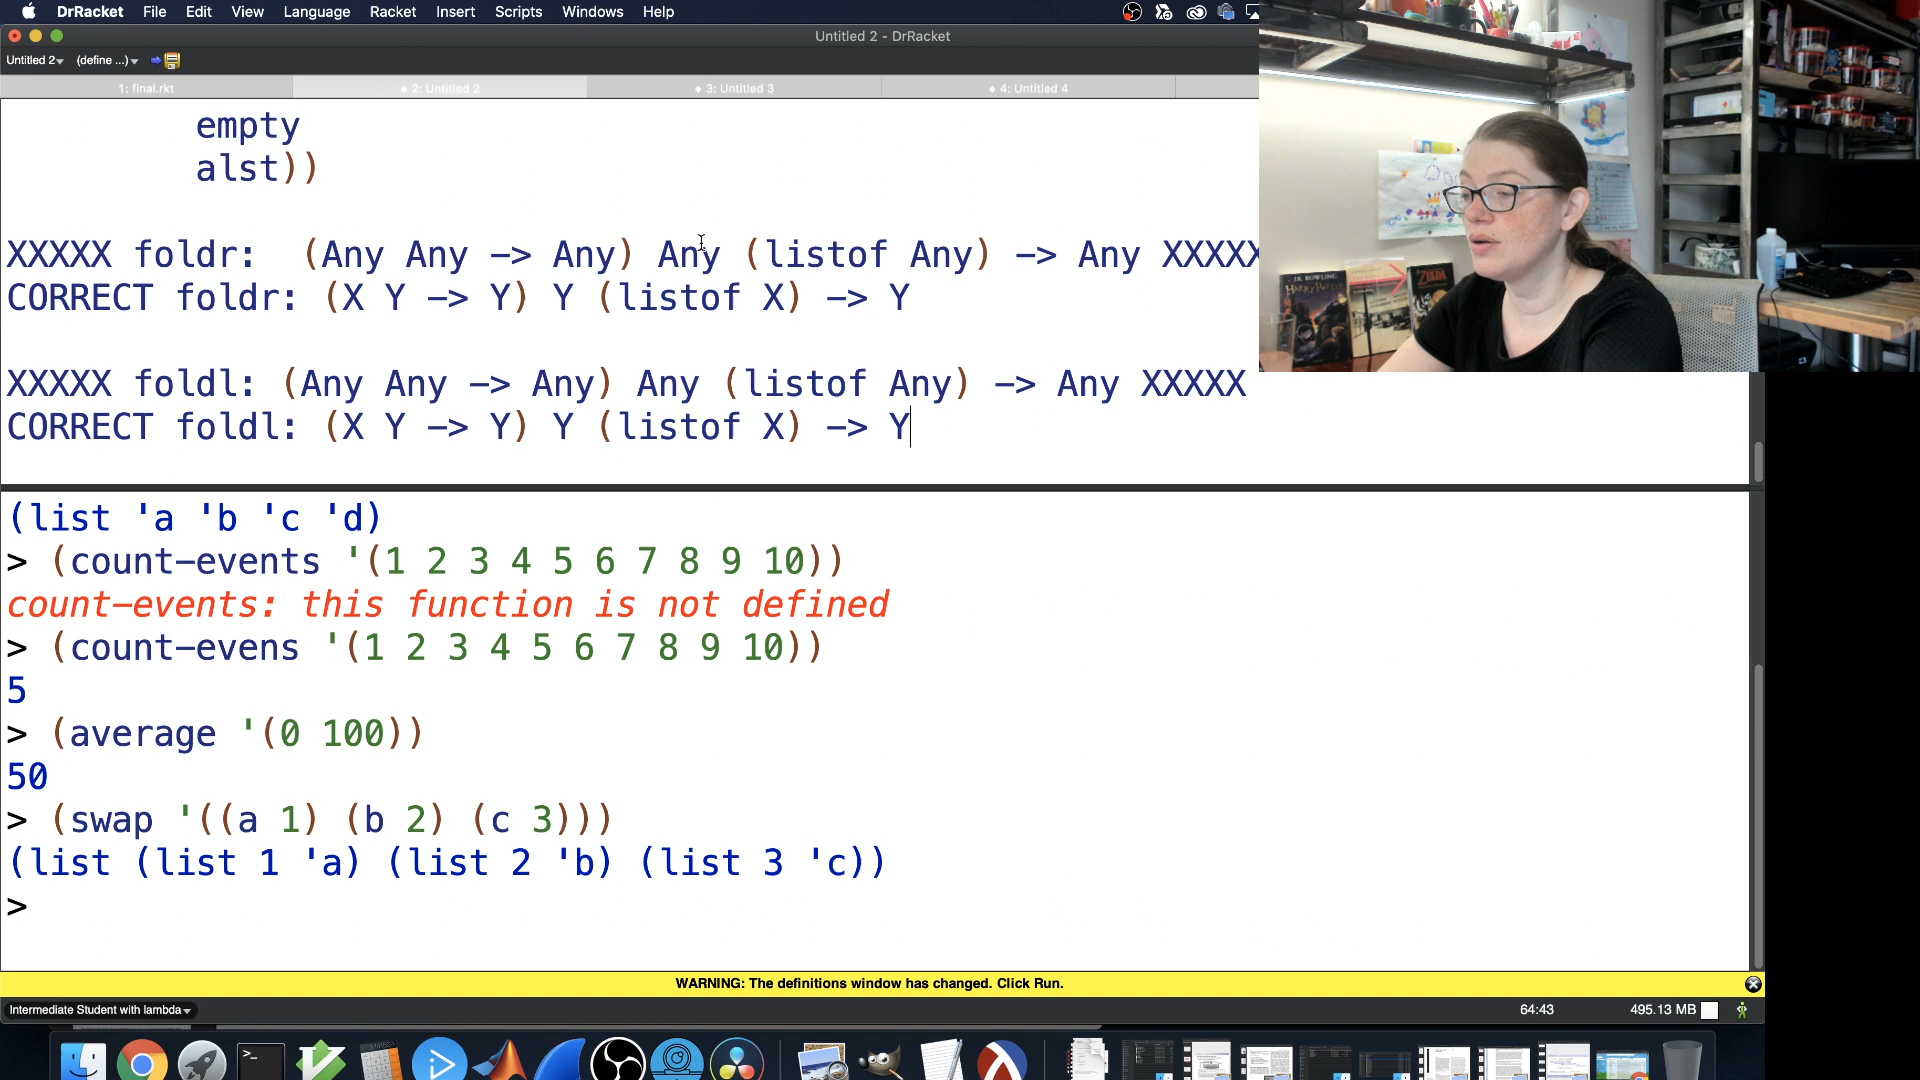 DrRacket File Edit View Language Racket Insert Scripts Windows Help
Untitled 2 - DrRacket
Untitled 2 (define ...)
1: final.rkt 2: Untitled 2 3: Untitled 3 4: Untitled 4
empty
alst))
XXXXX foldr: (Any Any -> Any) Any (listof Any) -> Any XXXXX
CORRECT foldr: (X Y -> Y) Y (listof X) -> Y
XXXXX foldl: (Any Any -> Any) Any (listof Any) -> Any XXXXX
CORRECT foldl: (X Y -> Y) Y (listof X) -> Y
J.K. ROWLING
HARRY POTTER
ZELDA
(list 'a 'b 'c 'd)
> (count-events '(1 2 3 4 5 6 7 8 9 10))
count-events: this function is not defined
> (count-evens '(1 2 3 4 5 6 7 8 9 10))
5
> (average '(0 100))
50
> (swap '((a 1) (b 2) (c 3)))
(list (list 1 'a) (list 2 'b) (list 3 'c))
>
WARNING: The definitions window has changed. Click Run.
Intermediate Student with lambda 64:43 495.13 MB